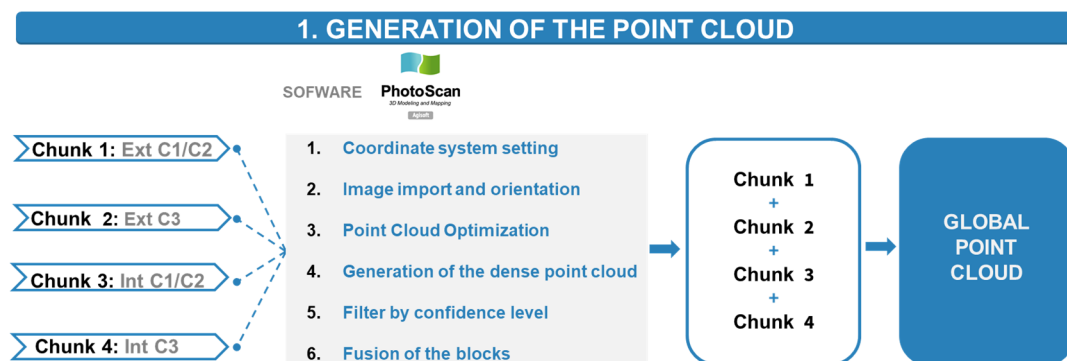 1. GENERATION OF THE POINT CLOUD
SOFWARE
PhotoScan
3D Modeling and Mapping
Agisoft
Chunk 1: Ext C1/C2
Chunk 2: Ext C3
Chunk 3: Int C1/C2
Chunk 4: Int C3
1. Coordinate system setting
2. Image import and orientation
3. Point Cloud Optimization
4. Generation of the dense point cloud
5. Filter by confidence level
6. Fusion of the blocks
Chunk 1
+
Chunk 2
+
Chunk 3
+
Chunk 4
GLOBAL
POINT
CLOUD